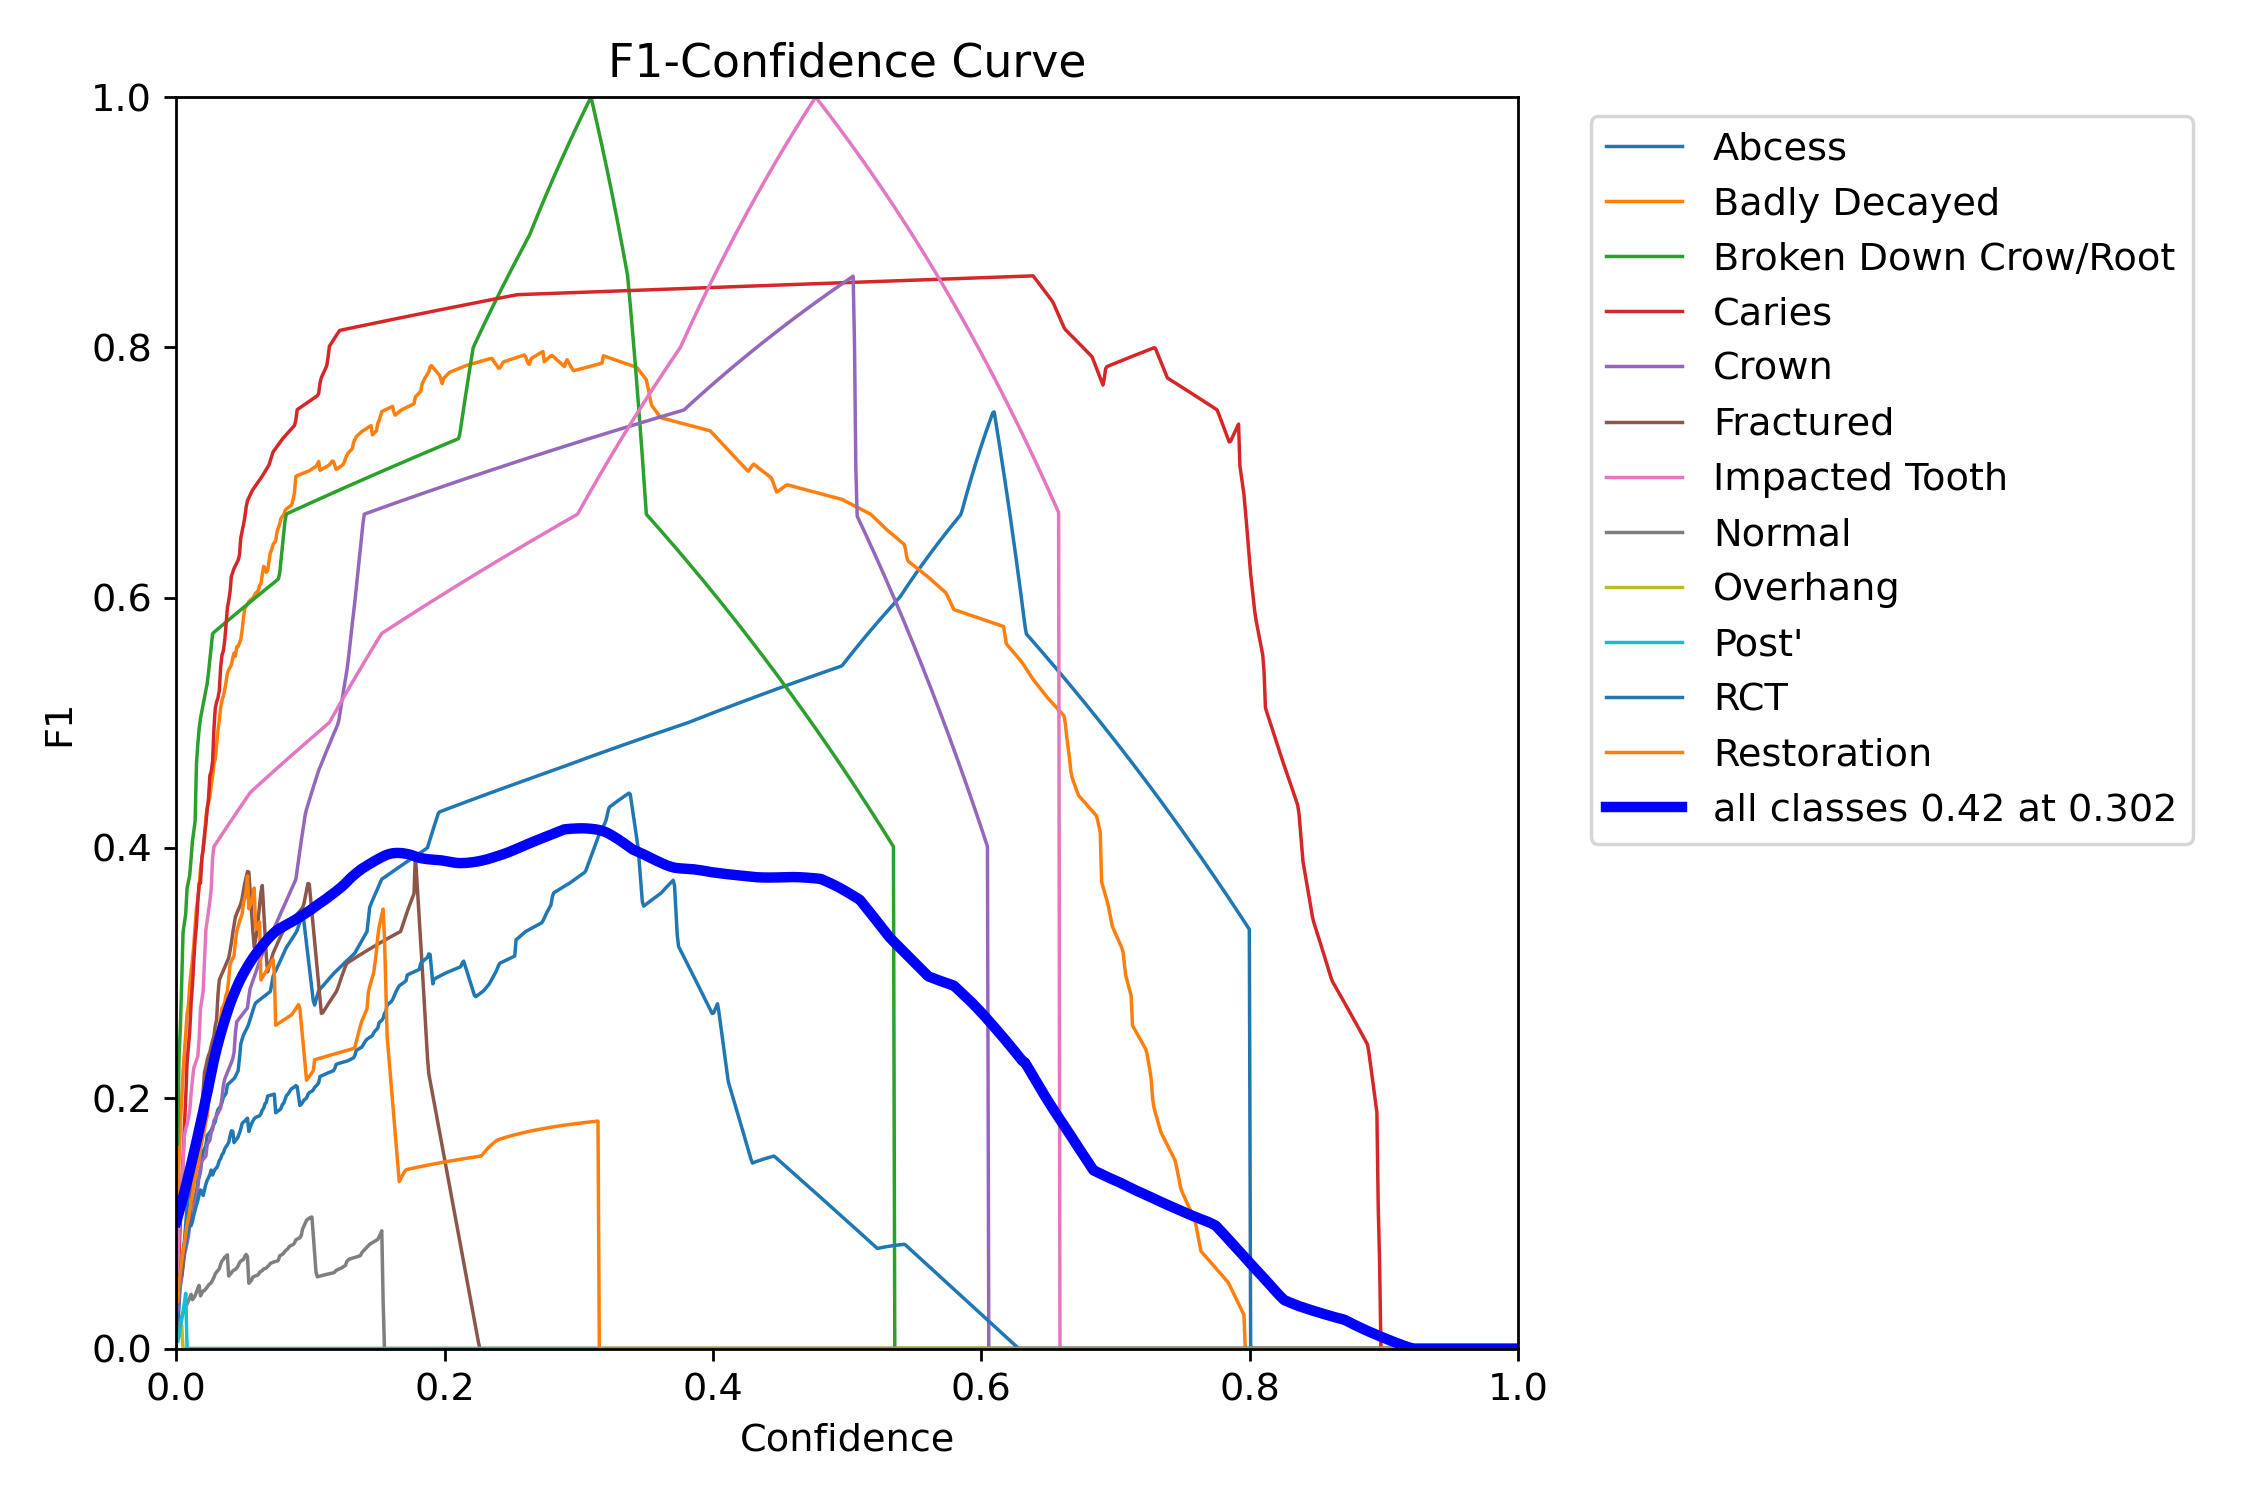 F1-Confidence Curve
1.0
0.8
0.6
0.4
0.2
0.0
F1
0.0 0.2 0.4 0.6 0.8 1.0
Confidence
Abcess
Badly Decayed
Broken Down Crow/Root
Caries
Crown
Fractured
Impacted Tooth
Normal
Overhang
Post'
RCT
Restoration
all classes 0.42 at 0.302